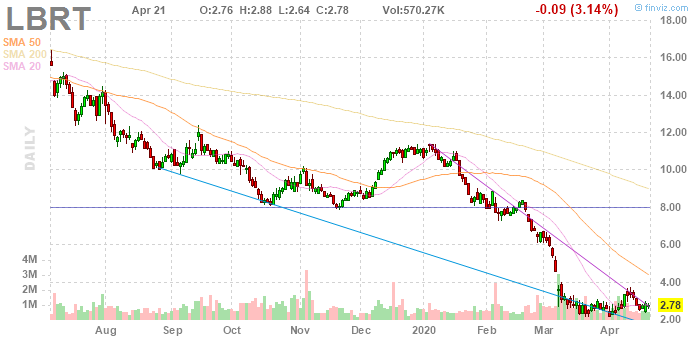 LBRT Apr 21 O:2.76 H:2.88 L:2.64 C:2.78 Vol:570.27K -0.09 (3.14%) © finviz.com
SMA 50
SMA 200
SMA 20
DAILY
18.00
16.00
14.00
12.00
10.00
8.00
6.00
4.00
2.78
2.00
4M
3M
2M
1M
Aug Sep Oct Nov Dec 2020 Feb Mar Apr